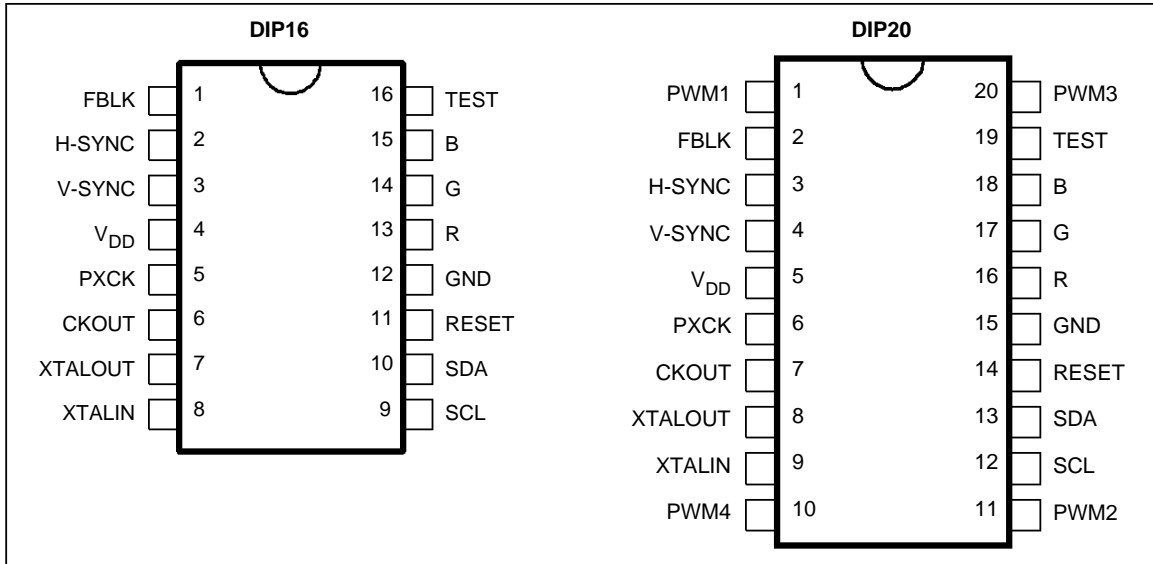 DIP16
FBLK 1 16 TEST
H-SYNC 2 15 B
V-SYNC 3 14 G
VDD 4 13 R
PXCK 5 12 GND
CKOUT 6 11 RESET
XTALOUT 7 10 SDA
XTALIN 8 9 SCL
DIP20
PWM1 1 20 PWM3
FBLK 2 19 TEST
H-SYNC 3 18 B
V-SYNC 4 17 G
VDD 5 16 R
PXCK 6 15 GND
CKOUT 7 14 RESET
XTALOUT 8 13 SDA
XTALIN 9 12 SCL
PWM4 10 11 PWM2